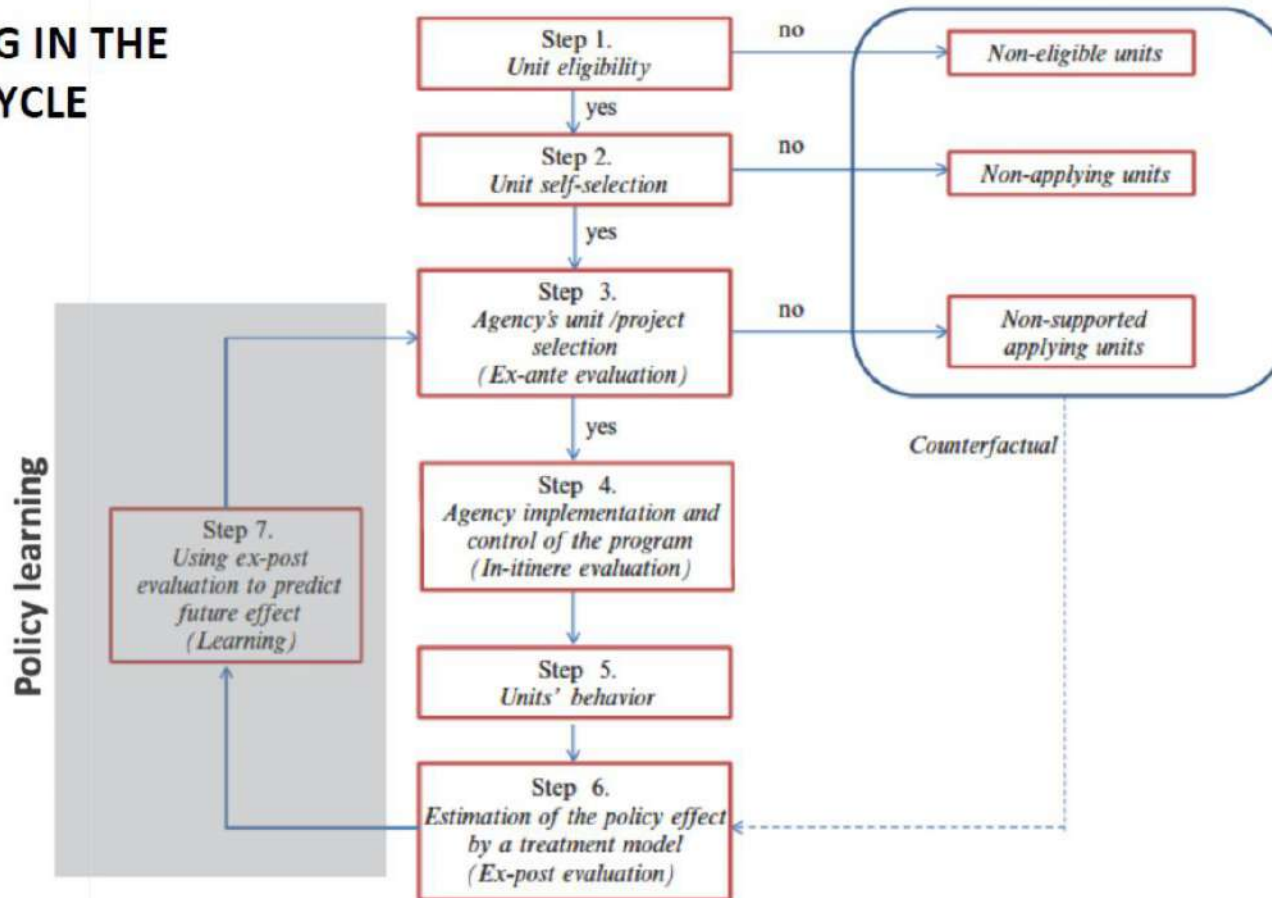 G IN THE
YCLE
Step 1.
Unit eligibility
no
Non-eligible units
yes
Step 2.
Unit self-selection
no
Non-applying units
yes
Step 3.
Agency's unit /project
selection
(Ex-ante evaluation)
no
Non-supported
applying units
yes
Counterfactual
Step 4.
Agency implementation and
control of the program
(In-itinere evaluation)
Policy learning
Step 7.
Using ex-post
evaluation to predict
future effect
(Learning)
Step 5.
Units' behavior
Step 6.
Estimation of the policy effect
by a treatment model
(Ex-post evaluation)